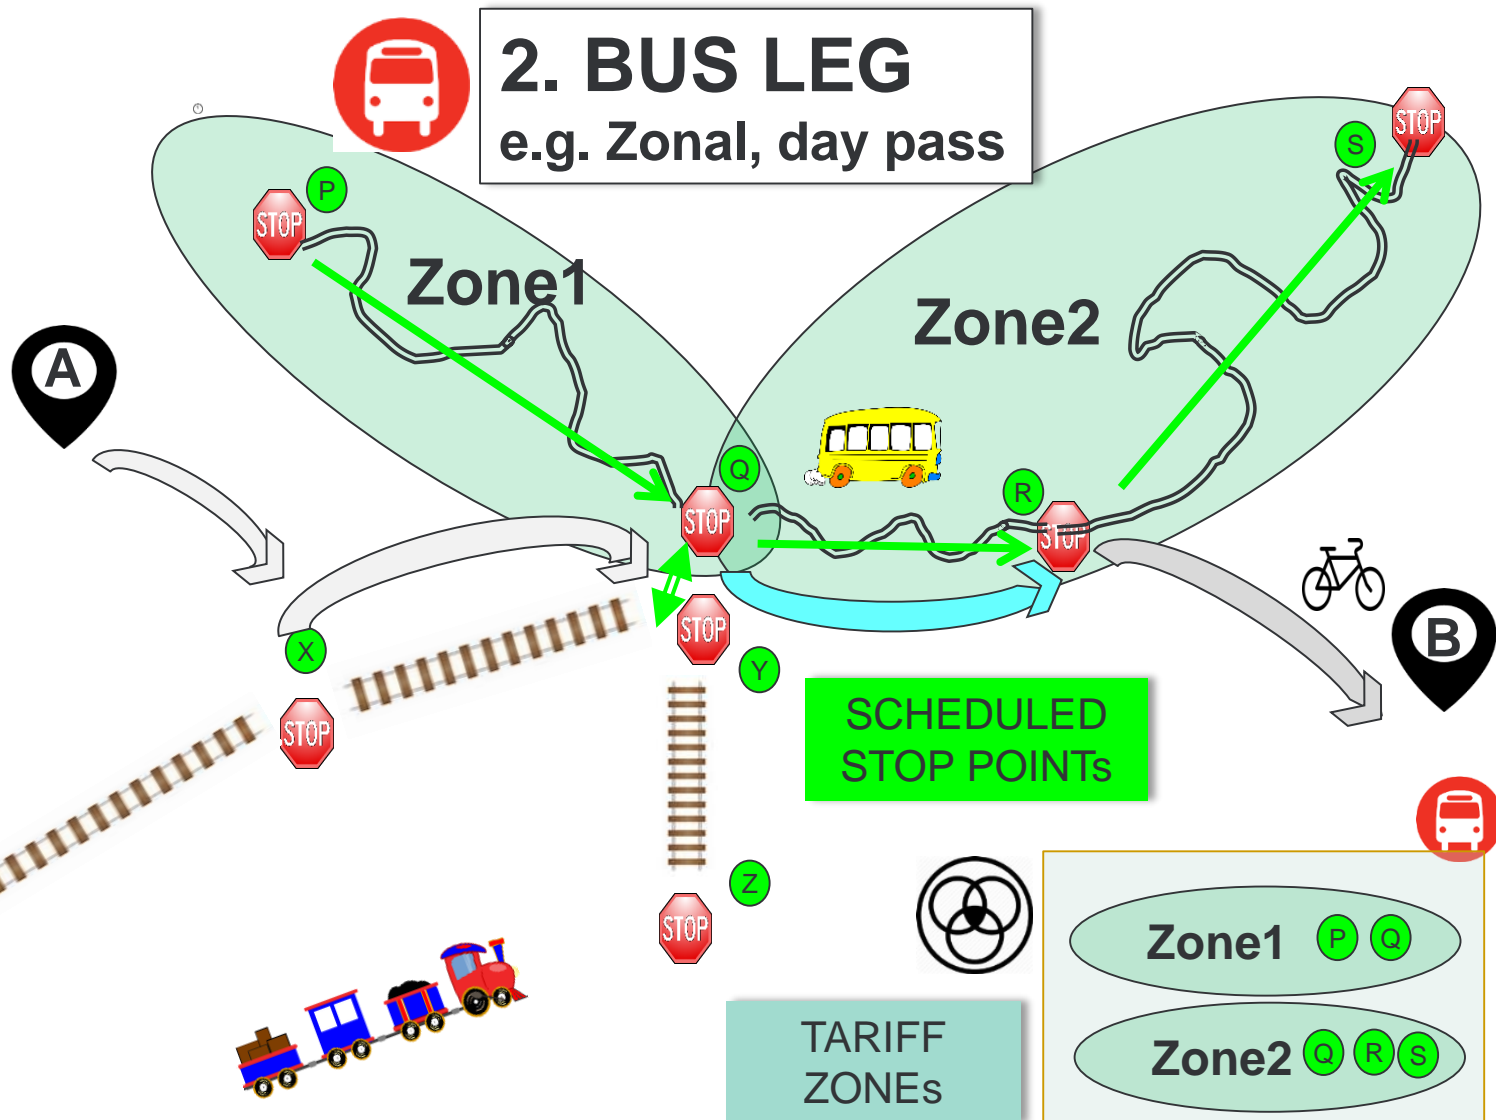 2. BUS LEG
e.g. Zonal, day pass
STOP
S
P
STOP
Zone1
Zone2
A
Q
R
STOP
STOP
B
X
STOP
Y
STOP
SCHEDULED
STOP POINTs
Z
STOP
Zone1 P Q
TARIFF
ZONEs
Zone2 Q R S